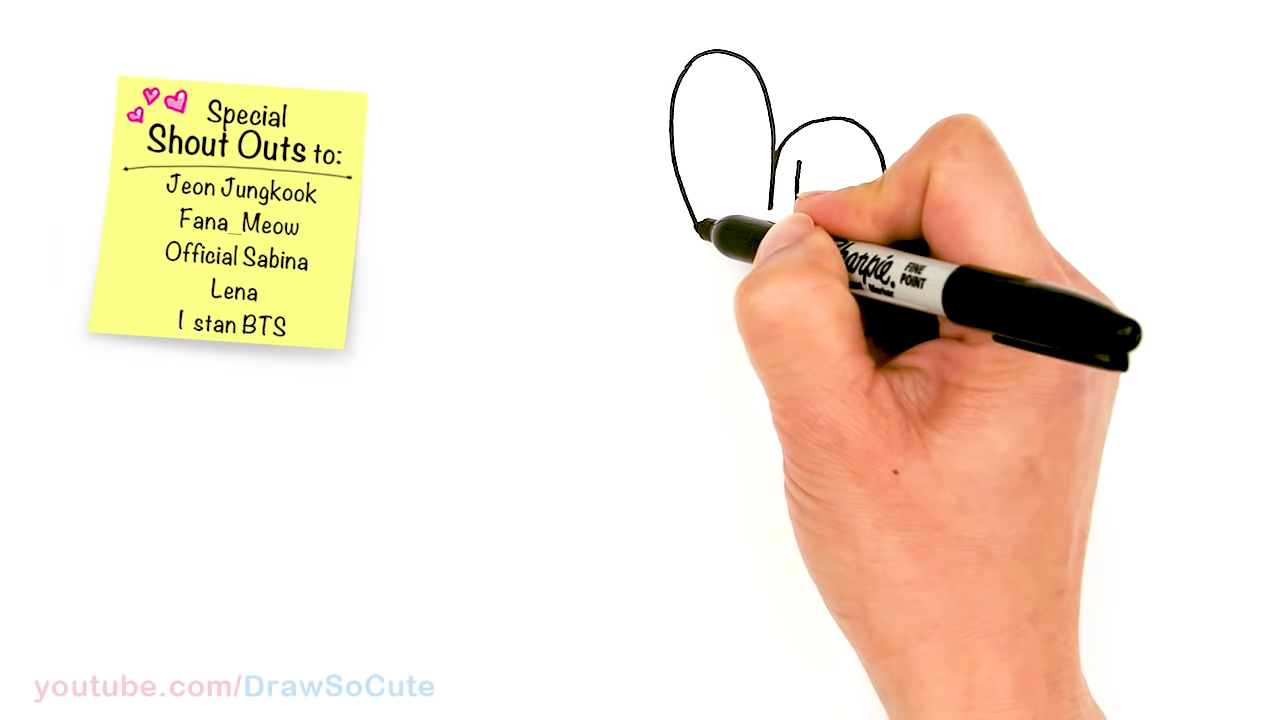 Special
Shout Outs to:
Jeon Jungkook
Fana_Meow
Official Sabina
Lena
I stan BTS
Sharpie.
FINE
POINT
youtube.com/DrawSoCute